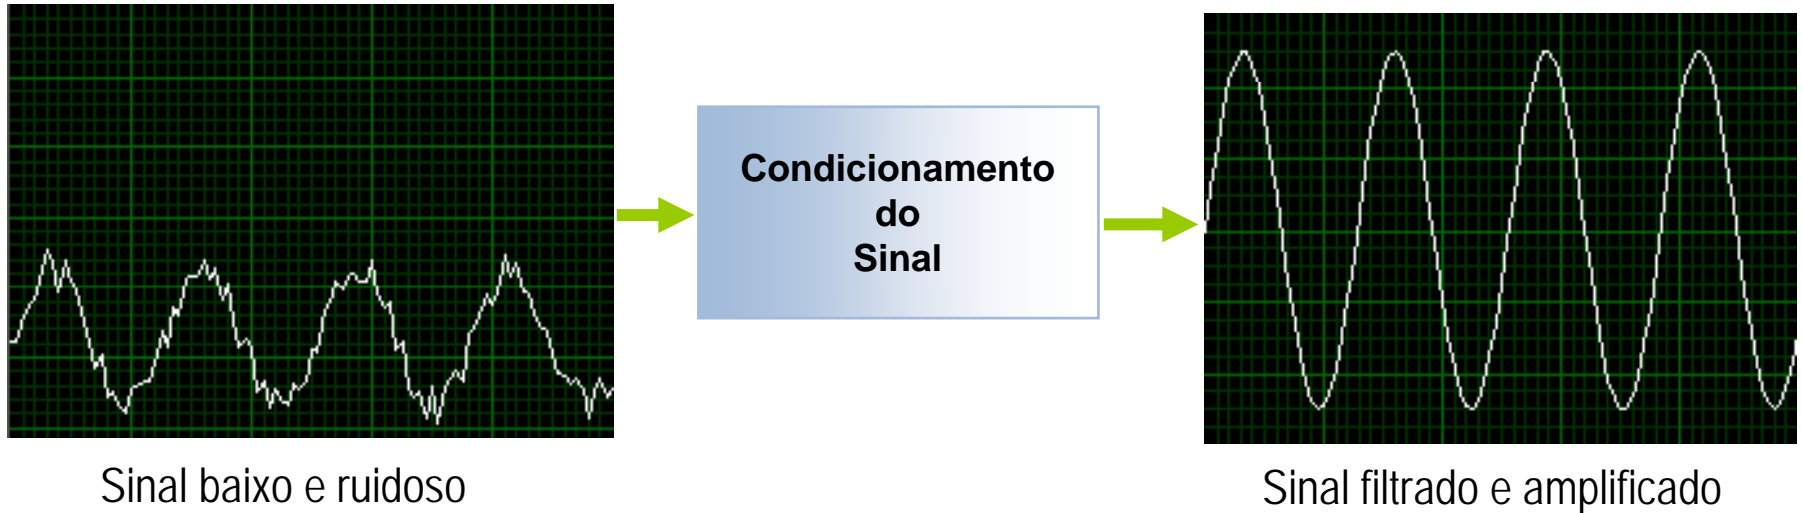 Condicionamento
do
Sinal
Sinal baixo e ruidoso
Sinal filtrado e amplificado